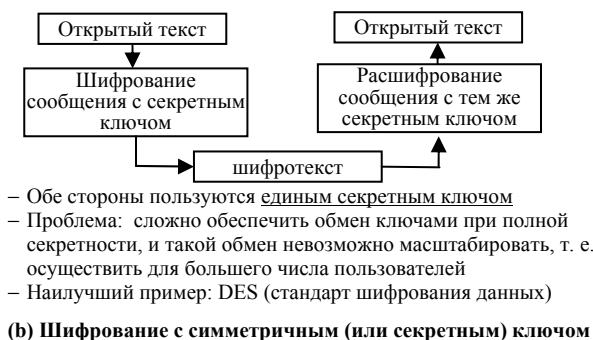 Открытый текст
Открытый текст
Шифрование
сообщения с секретным
ключом
Расшифрование
сообщения с тем же
секретным ключом
шифротекст
– Обе стороны пользуются единым секретным ключом
– Проблема: сложно обеспечить обмен ключами при полной
секретности, и такой обмен невозможно масштабировать, т. е.
осуществить для большего числа пользователей
– Наилучший пример: DES (стандарт шифрования данных)
(b) Шифрование с симметричным (или секретным) ключом